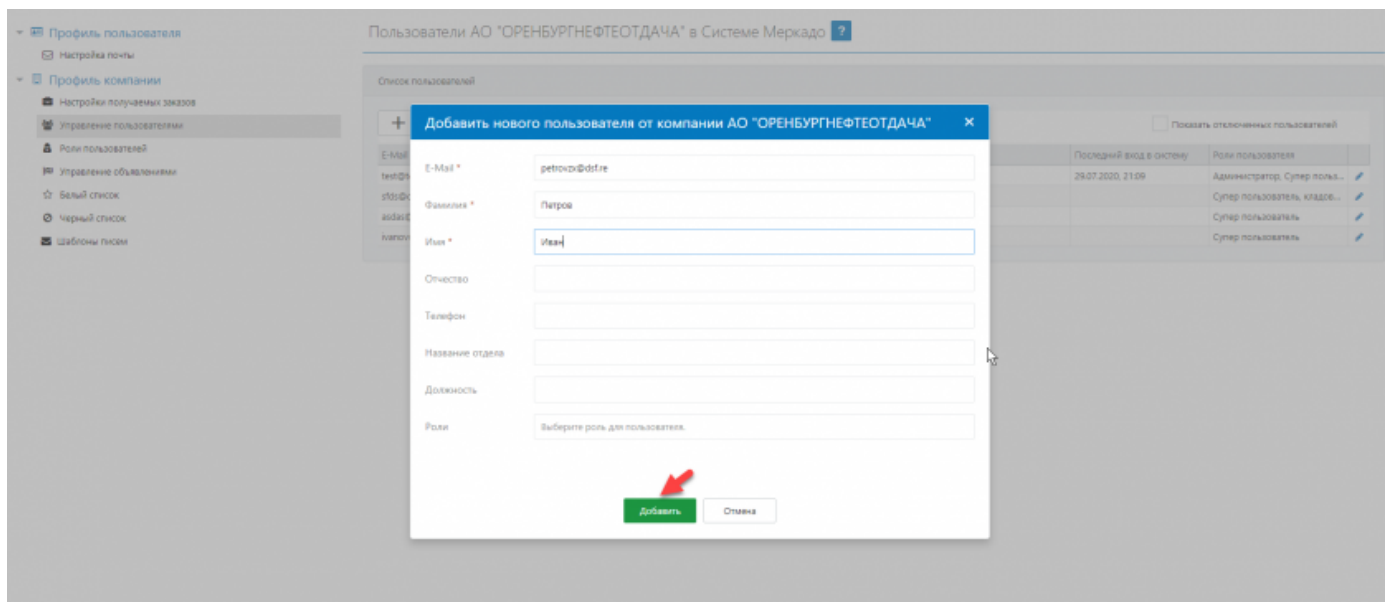 Профиль пользователя
Настройка почты
Профиль компании
Настройки получаемых заказов
Управление пользователями
Роли пользователей
Управление объявлениями
Белый список
Черный список
Шаблоны писем
Пользователи АО "ОРЕНБУРГНЕФТЕОТДАЧА" в Системе Меркадо ?
Список пользователей
Показать отключенных пользователей
E-Mail Последний вход в систему Роли пользователя
29.07.2020, 21:09 Администратор, Супер польз...
Супер пользователь, кладов...
Супер пользователь
Супер пользователь
Добавить нового пользователя от компании АО "ОРЕНБУРГНЕФТЕОТДАЧА"
E-Mail * petrovzx@dsf.re
Фамилия * Петров
Имя * Иван
Отчество
Телефон
Название отдела
Должность
Роли Выберите роль для пользователя.
Добавить Отмена